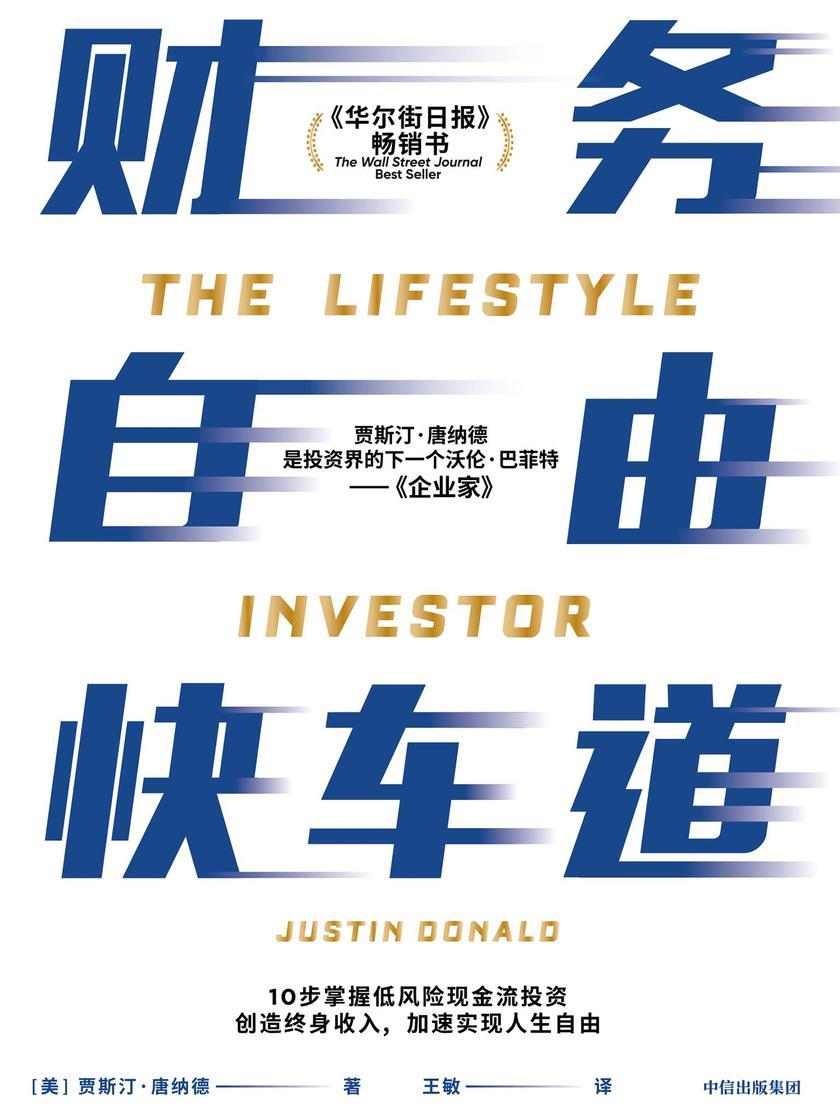 财务
《华尔街日报》
畅销书
The Wall Street Journal
Best Seller
THE LIFESTYLE
自由
贾斯汀·唐纳德
是投资界的下一个沃伦·巴菲特
——《企业家》
INVESTOR
快车道
JUSTIN DONALD
10步掌握低风险现金流投资
创造终身收入，加速实现人生自由
[美] 贾斯汀·唐纳德——著 王敏——译 中信出版集团